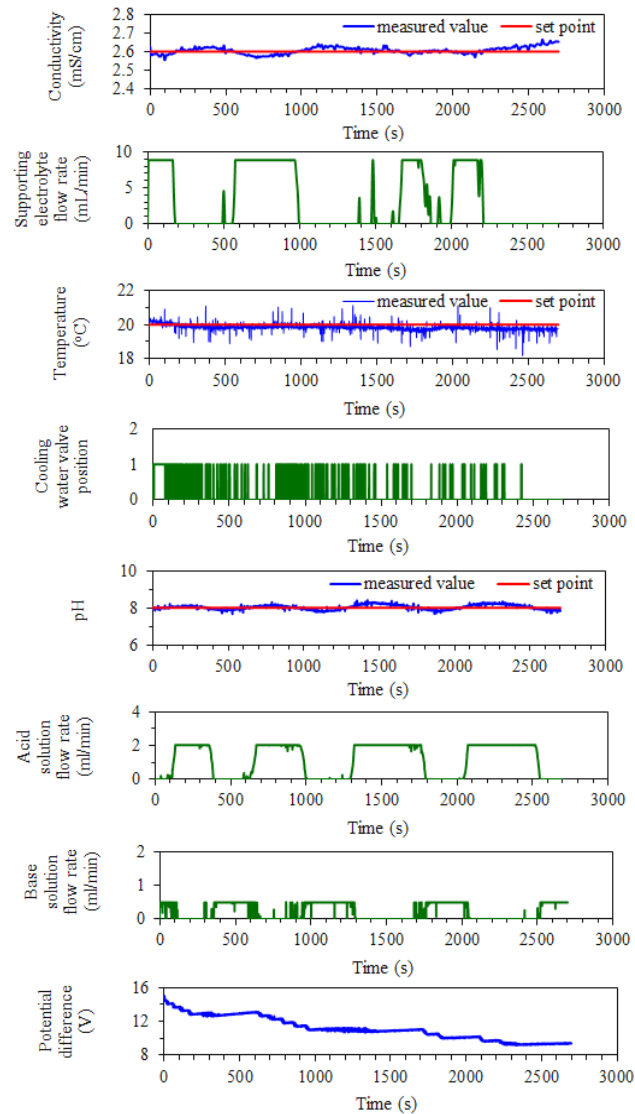 2.8
2.6
2.4
Conductivity
(mS/cm)
measured value
set point
0 500 1000 1500 2000 2500 3000
Time (s)
10
5
0
Supporting
electrolyte
flow rate
(mL/min)
0 500 1000 1500 2000 2500 3000
Time (s)
22
20
18
Temperature
(°C)
measured value
set point
0 500 1000 1500 2000 2500 3000
Time (s)
2
1
0
Cooling
water valve
position
0 500 1000 1500 2000 2500 3000
Time (s)
10
8
6
pH
measured value
set point
0 500 1000 1500 2000 2500 3000
Time (s)
4
2
0
Acid
solution
flow rate
(ml/min)
0 500 1000 1500 2000 2500 3000
Time (s)
2
1
0
Base
solution
flow rate
(ml/min)
0 500 1000 1500 2000 2500 3000
Time (s)
16
12
8
Potential
difference
(V)
0 500 1000 1500 2000 2500 3000
Time (s)